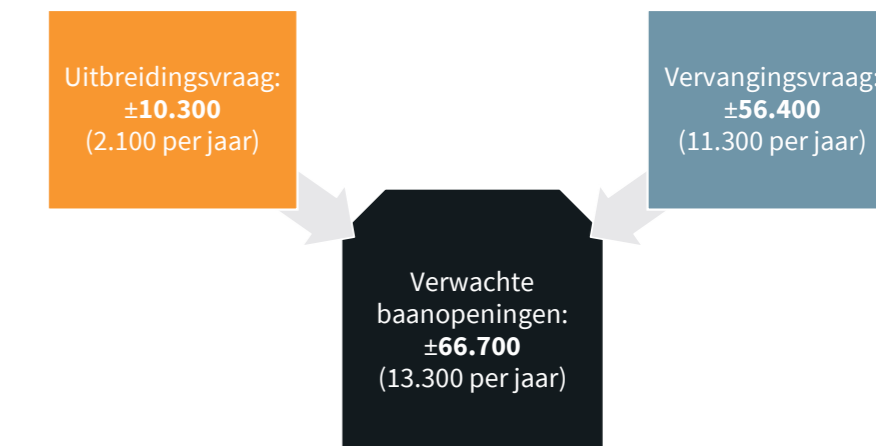 Uitbreidingsvraag:
±10.300
(2.100 per jaar)
Vervangingsvraag:
±56.400
(11.300 per jaar)
Verwachte
baanopeningen:
±66.700
(13.300 per jaar)